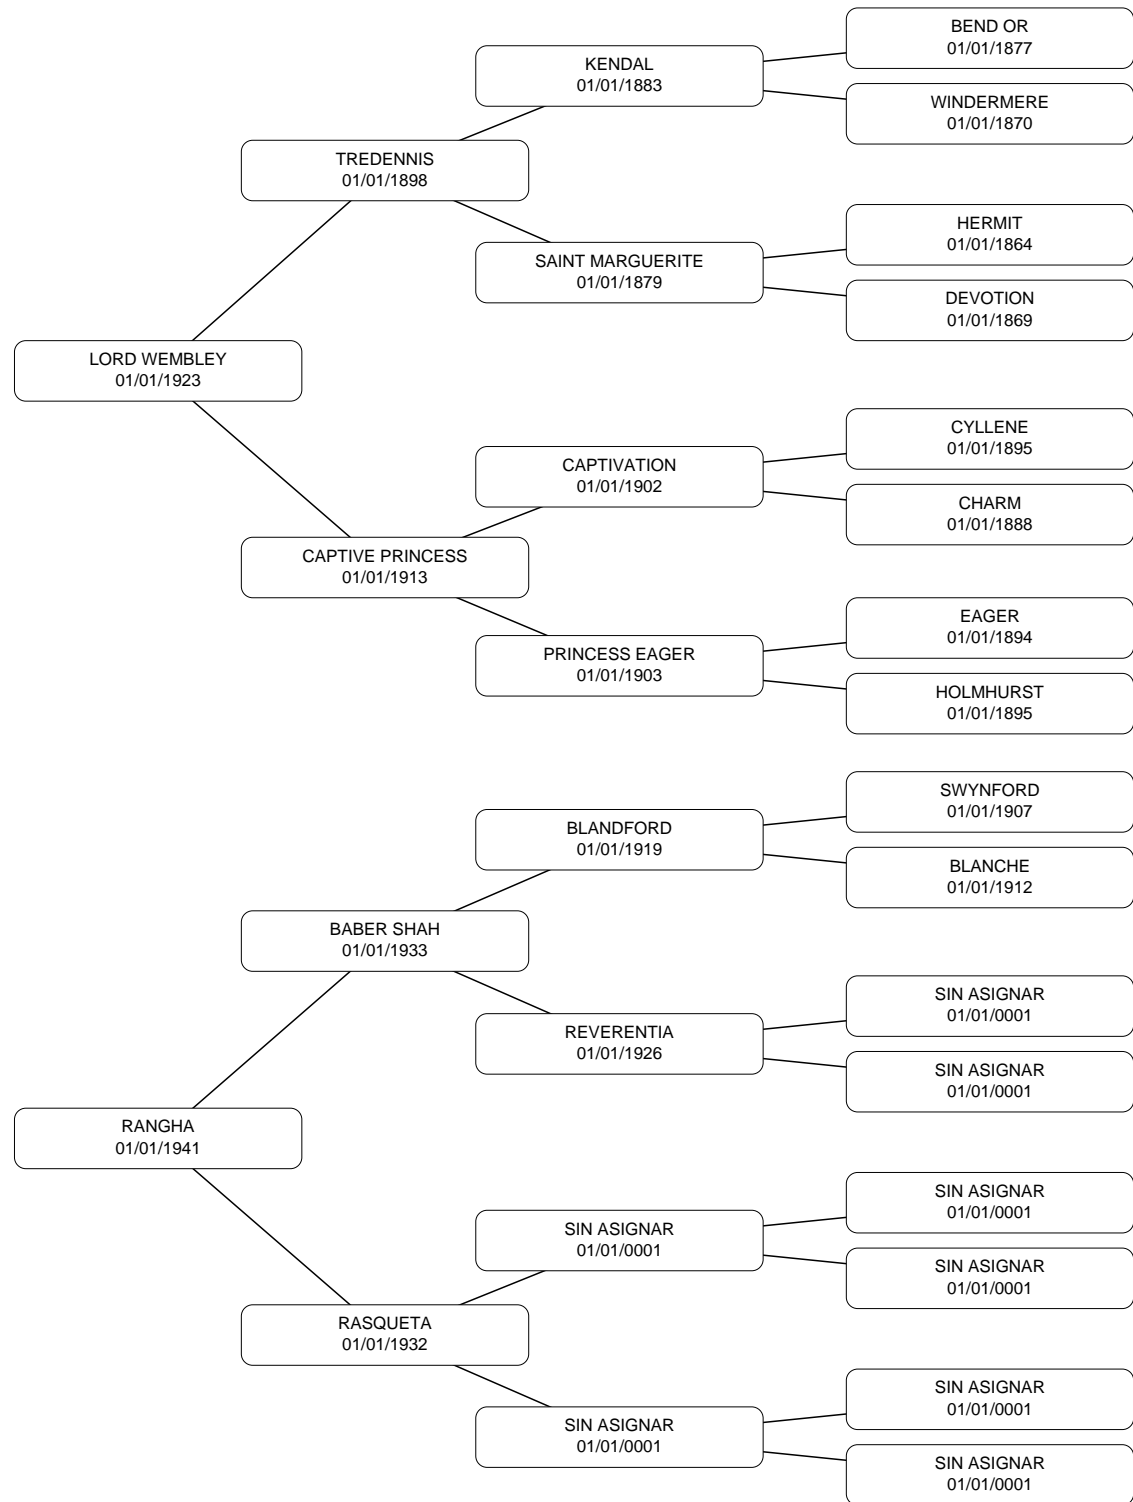 BEND OR
01/01/1877
KENDAL
01/01/1883
WINDERMERE
01/01/1870
TREDENNIS
01/01/1898
HERMIT
01/01/1864
SAINT MARGUERITE
01/01/1879
DEVOTION
01/01/1869
LORD WEMBLEY
01/01/1923
CYLLENE
01/01/1895
CAPTIVATION
01/01/1902
CHARM
01/01/1888
CAPTIVE PRINCESS
01/01/1913
EAGER
01/01/1894
PRINCESS EAGER
01/01/1903
HOLMHURST
01/01/1895
SWYNFORD
01/01/1907
BLANDFORD
01/01/1919
BLANCHE
01/01/1912
BABER SHAH
01/01/1933
SIN ASIGNAR
01/01/0001
REVERENTIA
01/01/1926
SIN ASIGNAR
01/01/0001
RANGHA
01/01/1941
SIN ASIGNAR
01/01/0001
SIN ASIGNAR
01/01/0001
SIN ASIGNAR
01/01/0001
RASQUETA
01/01/1932
SIN ASIGNAR
01/01/0001
SIN ASIGNAR
01/01/0001
SIN ASIGNAR
01/01/0001